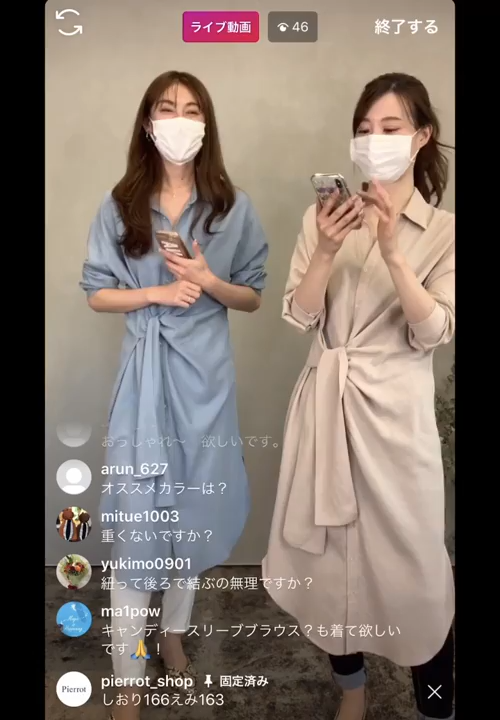 ライブ動画
46
終了する
おっしゃれ〜　欲しいです。
arun_627
オススメカラーは？
mitue1003
重くないですか？
yukimo0901
紐って後ろで結ぶの無理ですか？
ma1pow
キャンディースリーブブラウス？も着て欲しい
です🙏！
pierrot_shop 固定済み
しおり166えみ163
Pierrot